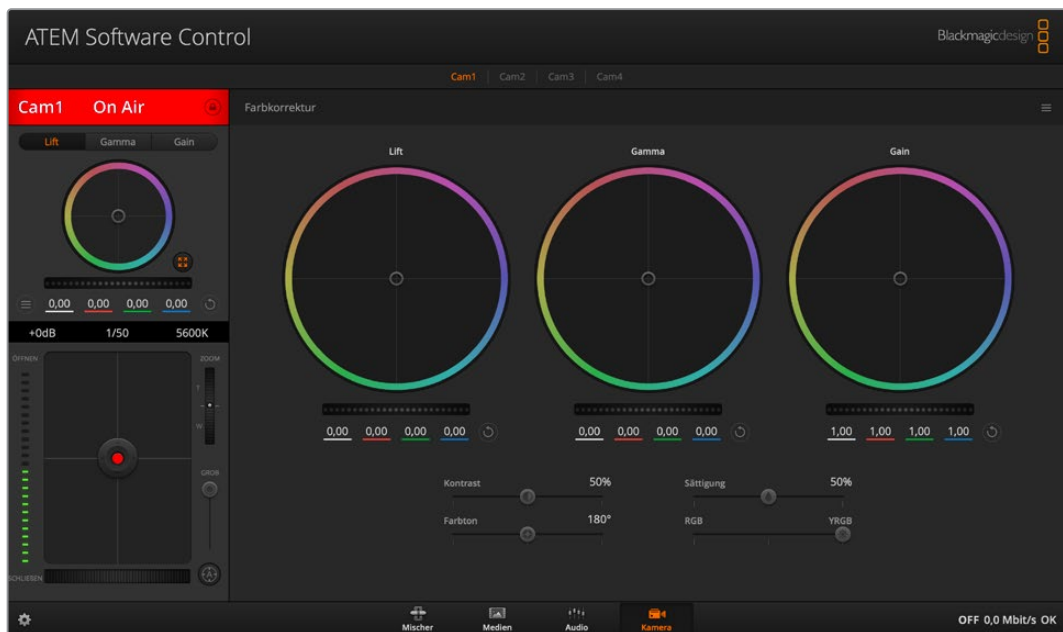 ATEM Software Control
Blackmagicdesign
Cam1 Cam2 Cam3 Cam4
Cam1 On Air
Farbkorrektur
Lift Gamma Gain
Lift Gamma Gain
0,00 0,00 0,00 0,00
+0dB 1/50 5600K
ÖFFNEN
ZOOM
T
W
GROB
SCHLIEßEN
A
0,00 0,00 0,00 0,00
0,00 0,00 0,00 0,00
1,00 1,00 1,00 1,00
Kontrast 50%
Sättigung 50%
Farbton 180°
RGB YRGB
Mischer Medien Audio Kamera
OFF 0,0 Mbit/s OK